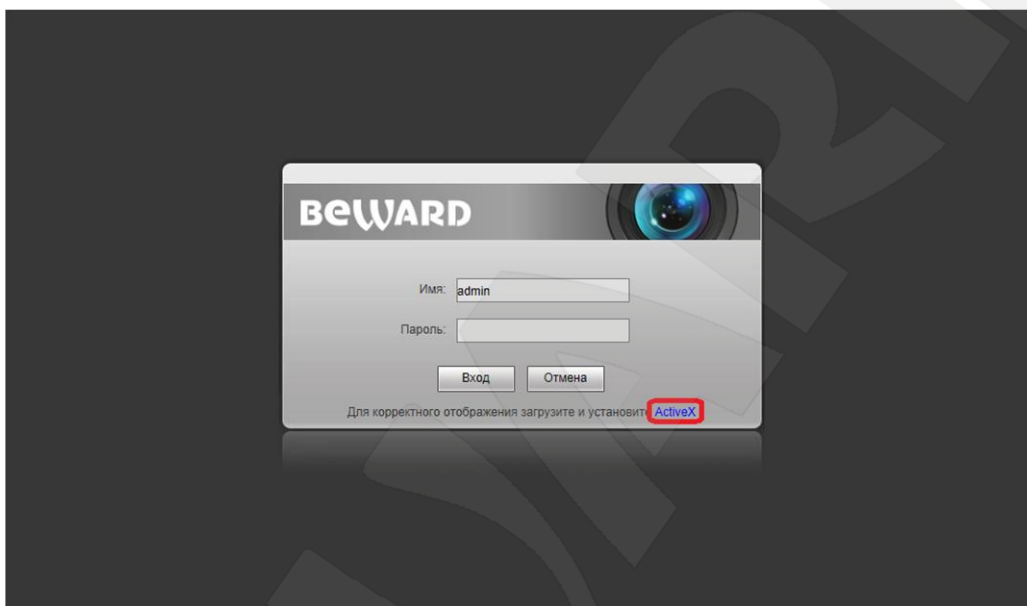 BEWARD
Имя: admin
Пароль:
Вход Отмена
Для корректного отображения загрузите и установите ActiveX